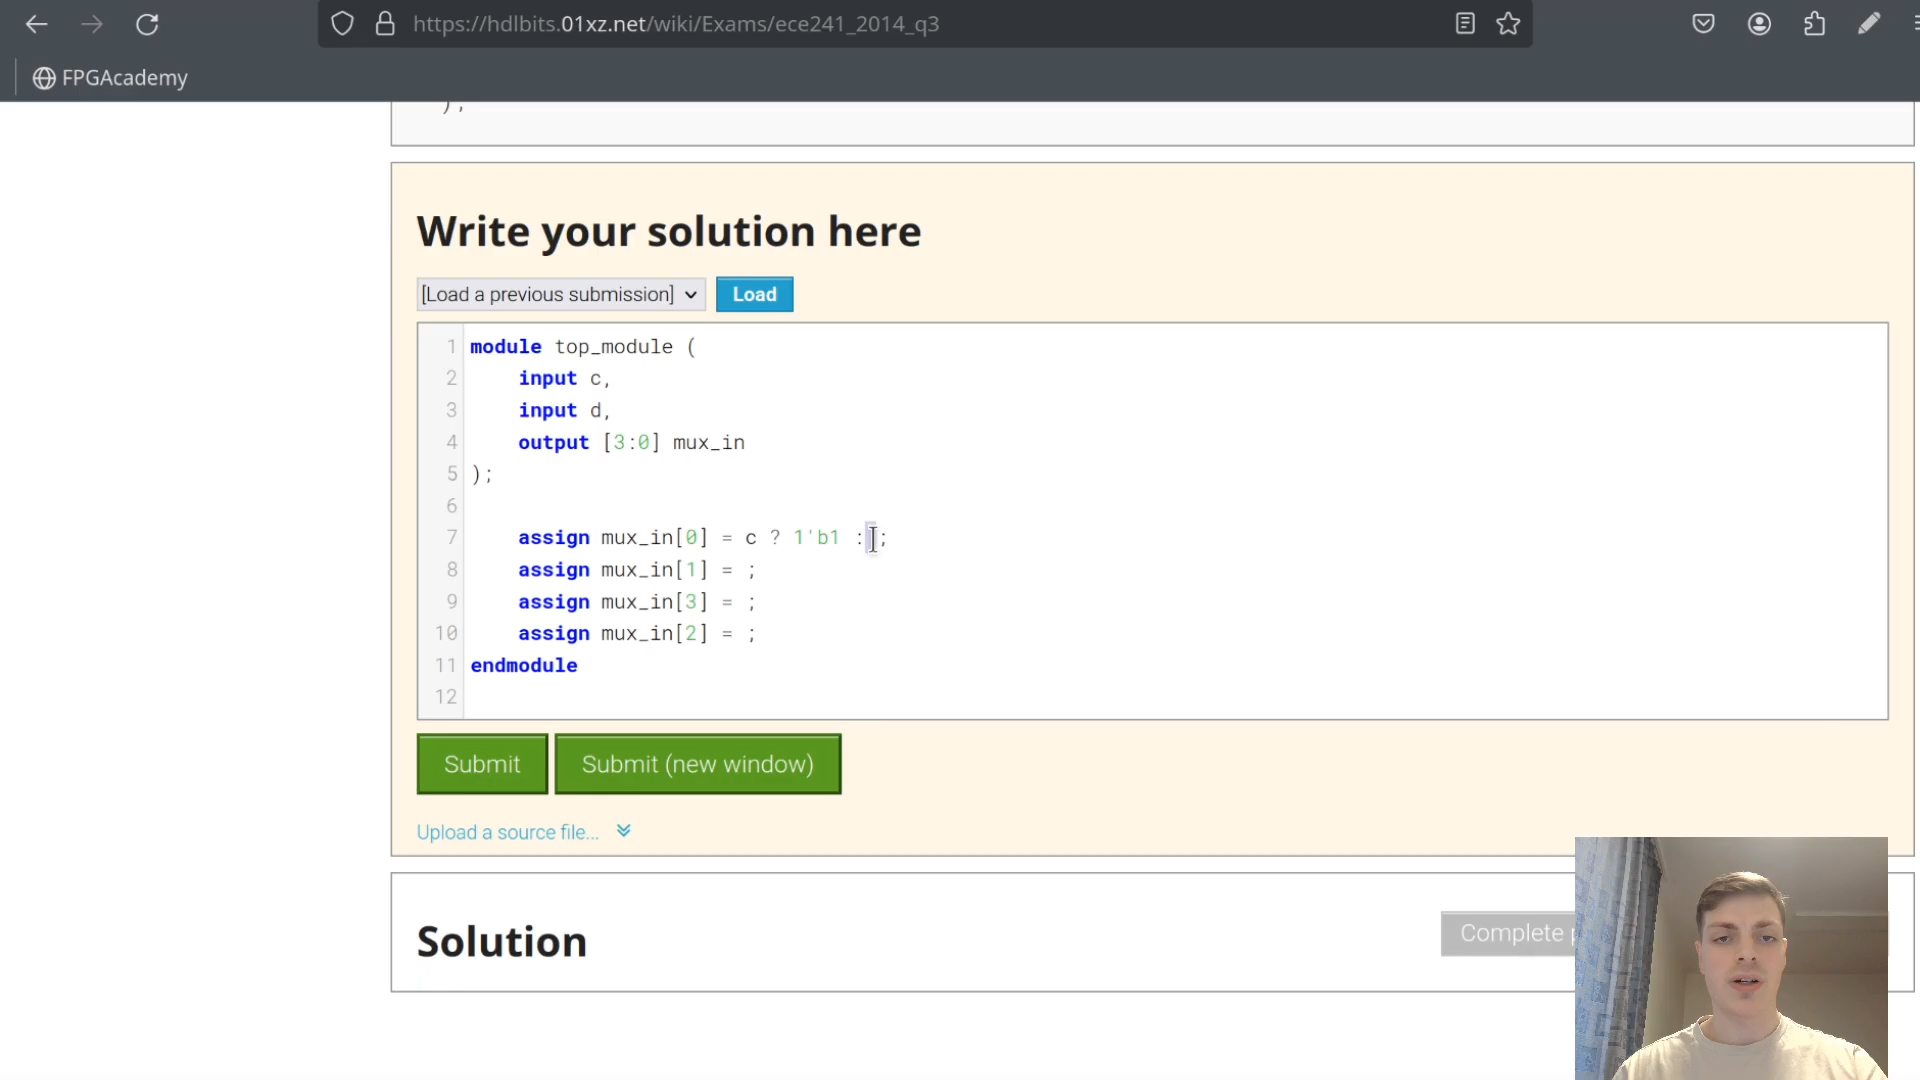 https://hdlbits.01xz.net/wiki/Exams/ece241_2014_q3
FPGAcademy
);
Write your solution here
[Load a previous submission] Load
1 module top_module (
2 input c,
3 input d,
4 output [3:0] mux_in
5 );
6
7 assign mux_in[0] = c ? 1'b1 : ;
8 assign mux_in[1] = ;
9 assign mux_in[3] = ;
10 assign mux_in[2] = ;
11 endmodule
12
Submit Submit (new window)
Upload a source file...
Solution
Complete